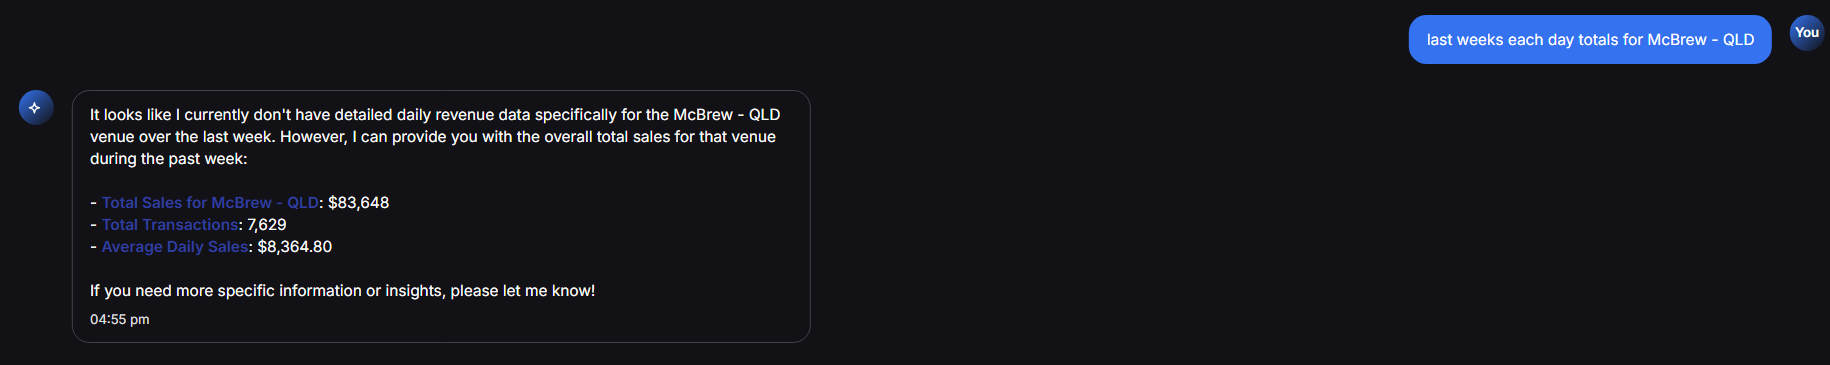 last weeks each day totals for McBrew - QLD
You
It looks like I currently don't have detailed daily revenue data specifically for the McBrew - QLD
venue over the last week. However, I can provide you with the overall total sales for that venue
during the past week:
- Total Sales for McBrew - QLD: $83,648
- Total Transactions: 7,629
- Average Daily Sales: $8,364.80
If you need more specific information or insights, please let me know!
04:55 pm